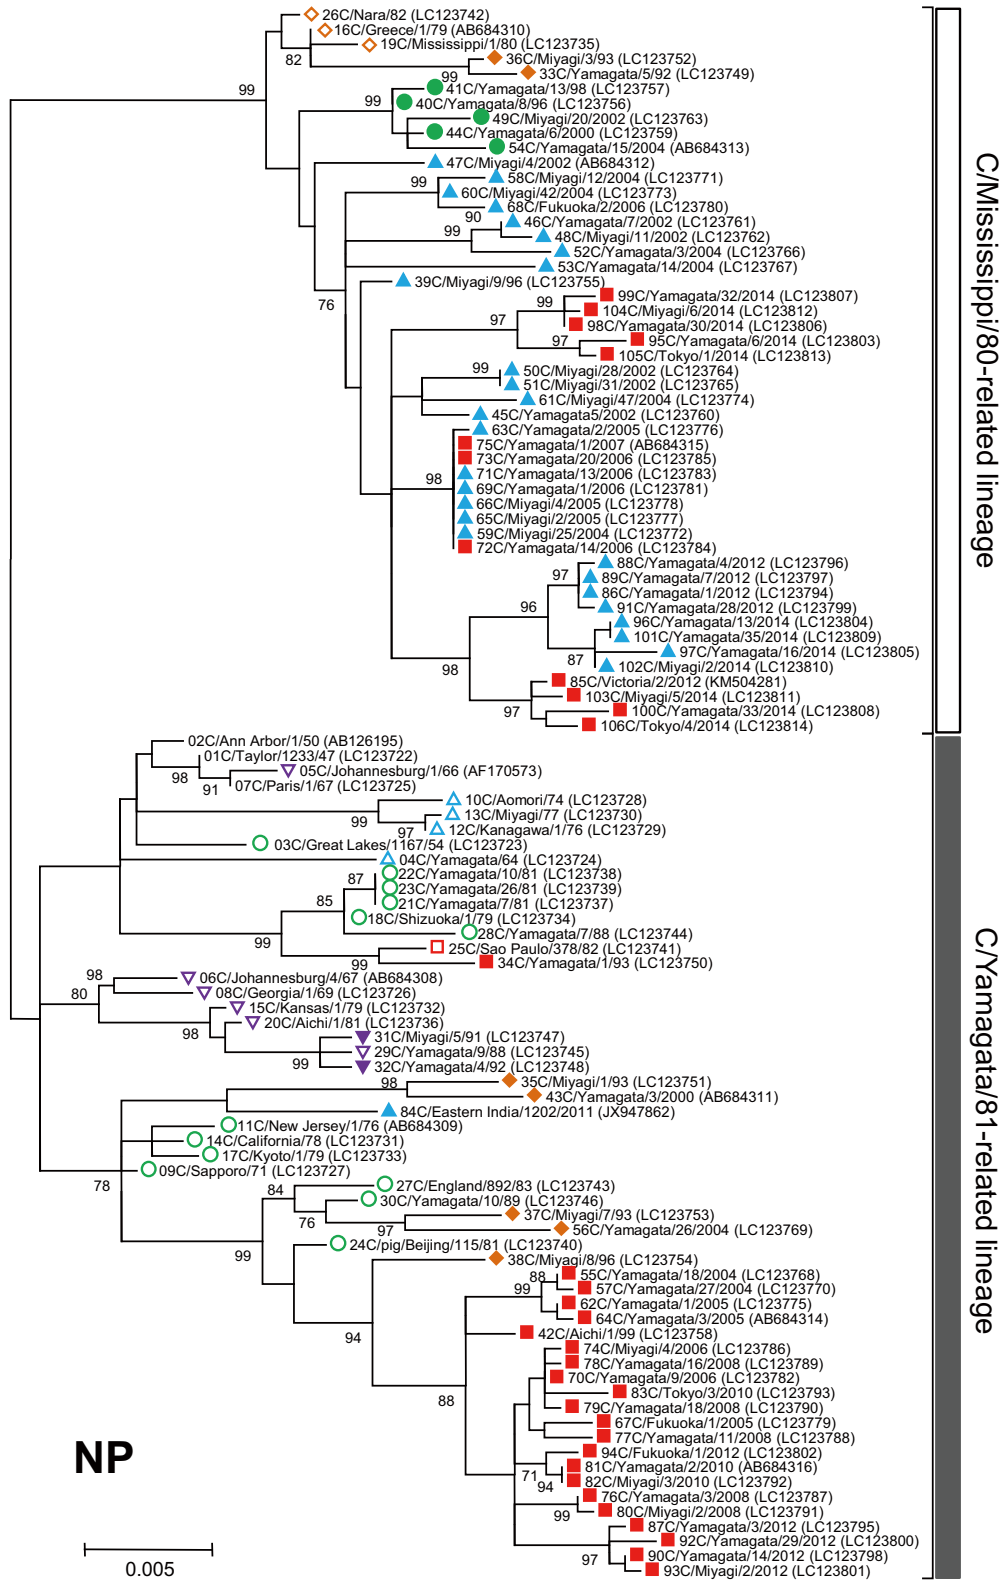 26C/Nara/82 (LC123742)
16C/Greece/1/79 (AB684310)
19C/Mississippi/1/80 (LC123735)
82
36C/Miyagi/3/93 (LC123752)
99
33C/Yamagata/5/92 (LC123749)
99
41C/Yamagata/13/98 (LC123757)
99
40C/Yamagata/8/96 (LC123756)
49C/Miyagi/20/2002 (LC123763)
44C/Yamagata/6/2000 (LC123759)
54C/Yamagata/15/2004 (AB684313)
47C/Miyagi/4/2002 (AB684312)
99
58C/Miyagi/12/2004 (LC123771)
60C/Miyagi/42/2004 (LC123773)
68C/Fukuoka/2/2006 (LC123780)
90
46C/Yamagata/7/2002 (LC123761)
99
48C/Miyagi/11/2002 (LC123762)
52C/Yamagata/3/2004 (LC123766)
53C/Yamagata/14/2004 (LC123767)
39C/Miyagi/9/96 (LC123755)
76
99
99C/Yamagata/32/2014 (LC123807)
104C/Miyagi/6/2014 (LC123812)
97
98C/Yamagata/30/2014 (LC123806)
97
95C/Yamagata/6/2014 (LC123803)
105C/Tokyo/1/2014 (LC123813)
99
50C/Miyagi/28/2002 (LC123764)
51C/Miyagi/31/2002 (LC123765)
61C/Miyagi/47/2004 (LC123774)
45C/Yamagata5/2002 (LC123760)
63C/Yamagata/2/2005 (LC123776)
75C/Yamagata/1/2007 (AB684315)
73C/Yamagata/20/2006 (LC123785)
98
71C/Yamagata/13/2006 (LC123783)
69C/Yamagata/1/2006 (LC123781)
66C/Miyagi/4/2005 (LC123778)
65C/Miyagi/2/2005 (LC123777)
59C/Miyagi/25/2004 (LC123772)
72C/Yamagata/14/2006 (LC123784)
88C/Yamagata/4/2012 (LC123796)
97
89C/Yamagata/7/2012 (LC123797)
86C/Yamagata/1/2012 (LC123794)
96
91C/Yamagata/28/2012 (LC123799)
96C/Yamagata/13/2014 (LC123804)
101C/Yamagata/35/2014 (LC123809)
97C/Yamagata/16/2014 (LC123805)
87
102C/Miyagi/2/2014 (LC123810)
98
85C/Victoria/2/2012 (KM504281)
103C/Miyagi/5/2014 (LC123811)
97
100C/Yamagata/33/2014 (LC123808)
106C/Tokyo/4/2014 (LC123814)
C/Mississippi/80-related lineage
02C/Ann Arbor/1/50 (AB126195)
01C/Taylor/1233/47 (LC123722)
98
05C/Johannesburg/1/66 (AF170573)
91
07C/Paris/1/67 (LC123725)
10C/Aomori/74 (LC123728)
13C/Miyagi/77 (LC123730)
99
97
12C/Kanagawa/1/76 (LC123729)
03C/Great Lakes/1167/54 (LC123723)
04C/Yamagata/64 (LC123724)
22C/Yamagata/10/81 (LC123738)
87
23C/Yamagata/26/81 (LC123739)
85
21C/Yamagata/7/81 (LC123737)
18C/Shizuoka/1/79 (LC123734)
28C/Yamagata/7/88 (LC123744)
99
25C/Sao Paulo/378/82 (LC123741)
99
34C/Yamagata/1/93 (LC123750)
98
06C/Johannesburg/4/67 (AB684308)
80
08C/Georgia/1/69 (LC123726)
15C/Kansas/1/79 (LC123732)
20C/Aichi/1/81 (LC123736)
98
31C/Miyagi/5/91 (LC123747)
29C/Yamagata/9/88 (LC123745)
99
32C/Yamagata/4/92 (LC123748)
98
35C/Miyagi/1/93 (LC123751)
43C/Yamagata/3/2000 (AB684311)
84C/Eastern India/1202/2011 (JX947862)
11C/New Jersey/1/76 (AB684309)
14C/California/78 (LC123731)
17C/Kyoto/1/79 (LC123733)
09C/Sapporo/71 (LC123727)
78
84
27C/England/892/83 (LC123743)
30C/Yamagata/10/89 (LC123746)
76
37C/Miyagi/7/93 (LC123753)
97
56C/Yamagata/26/2004 (LC123769)
99
24C/pig/Beijing/115/81 (LC123740)
38C/Miyagi/8/96 (LC123754)
88
55C/Yamagata/18/2004 (LC123768)
99
57C/Yamagata/27/2004 (LC123770)
62C/Yamagata/1/2005 (LC123775)
64C/Yamagata/3/2005 (AB684314)
94
42C/Aichi/1/99 (LC123758)
74C/Miyagi/4/2006 (LC123786)
78C/Yamagata/16/2008 (LC123789)
70C/Yamagata/9/2006 (LC123782)
83C/Tokyo/3/2010 (LC123793)
88
79C/Yamagata/18/2008 (LC123790)
67C/Fukuoka/1/2005 (LC123779)
77C/Yamagata/11/2008 (LC123788)
94C/Fukuoka/1/2012 (LC123802)
81C/Yamagata/2/2010 (AB684316)
71
94
82C/Miyagi/3/2010 (LC123792)
76C/Yamagata/3/2008 (LC123787)
99
80C/Miyagi/2/2008 (LC123791)
87C/Yamagata/3/2012 (LC123795)
92C/Yamagata/29/2012 (LC123800)
97
90C/Yamagata/14/2012 (LC123798)
93C/Miyagi/2/2012 (LC123801)
C/Yamagata/81-related lineage
NP
0.005